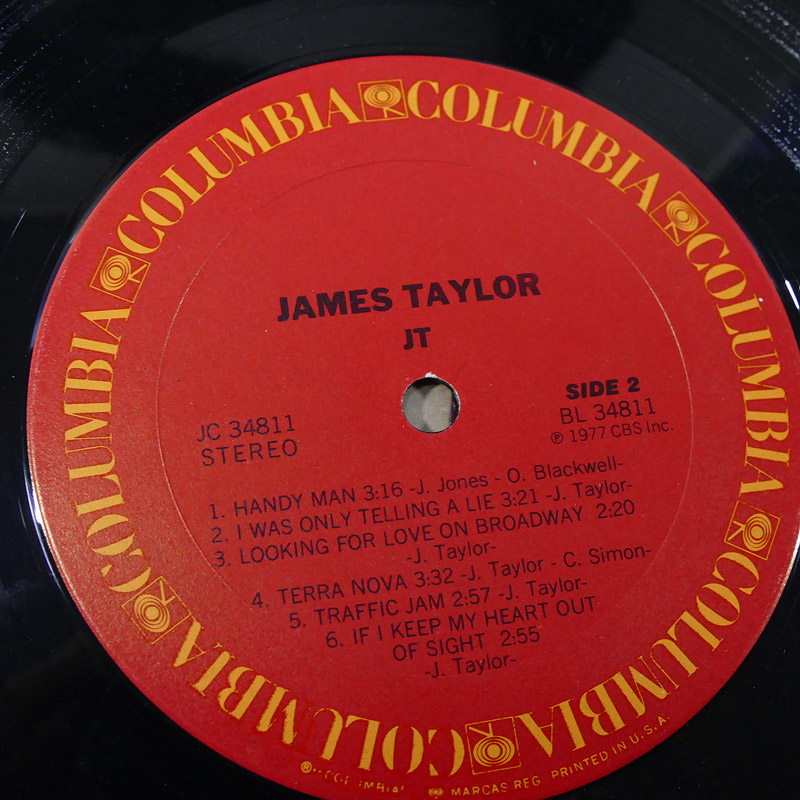 COLUMBIA COLUMBIA COLUMBIA COLUMBIA COLUMBIA COLUMBIA COLUMBIA COLUMBIA
JAMES TAYLOR
JT
JC 34811
STEREO
SIDE 2
BL 34811
℗ 1977 CBS Inc.
1. HANDY MAN 3:16 -J. Jones - O. Blackwell-
2. I WAS ONLY TELLING A LIE 3:21 -J. Taylor-
3. LOOKING FOR LOVE ON BROADWAY 2:20
-J. Taylor-
4. TERRA NOVA 3:32 -J. Taylor - C. Simon-
5. TRAFFIC JAM 2:57 -J. Taylor-
6. IF I KEEP MY HEART OUT
OF SIGHT 2:55
-J. Taylor-
®"COLUMBIA" MARCAS REG. PRINTED IN U.S.A.